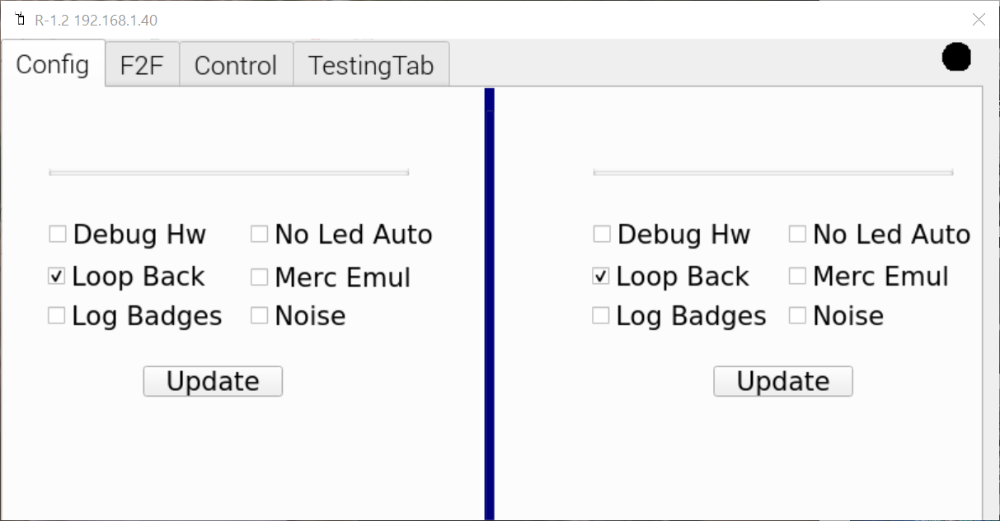 R-1.2 192.168.1.40
Config F2F Control TestingTab
Debug Hw No Led Auto
Loop Back Merc Emul
Log Badges Noise
Update
Debug Hw No Led Auto
Loop Back Merc Emul
Log Badges Noise
Update